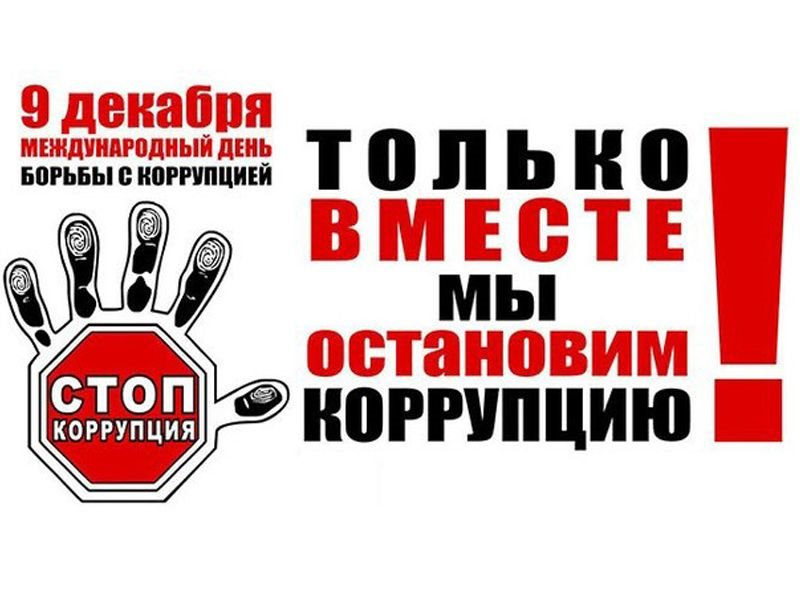 9 декабря
МЕЖДУНАРОДНЫЙ ДЕНЬ
БОРЬБЫ С КОРРУПЦИЕЙ
СТОП
КОРРУПЦИЯ
ТОЛЬКО
ВМЕСТЕ
МЫ
ОСТАНОВИМ
КОРРУПЦИЮ!